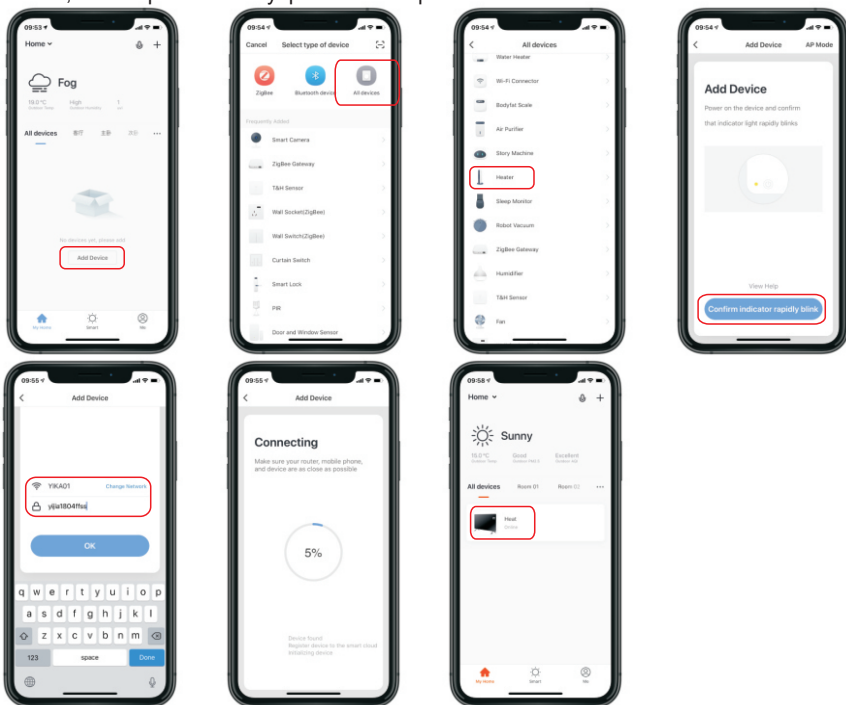 09:53
Home
Fog
19.0°C High 1
All devices 客厅 主卧 次卧 ...
No devices yet, please add
Add Device
My Home Smart Me
09:54
Cancel Select type of device
ZigBee Bluetooth device All devices
Frequently Added
Smart Camera
ZigBee Gateway
T&H Sensor
Wall Socket(ZigBee)
Wall Switch(ZigBee)
Curtain Switch
Smart Lock
PIR
Door and Window Sensor
09:54
All devices
Water Heater
Wi-Fi Connector
Bodyfat Scale
Air Purifier
Story Machine
Heater
Sleep Monitor
Robot Vacuum
ZigBee Gateway
Humidifier
T&H Sensor
Fan
09:54
Add Device AP Mode
Add Device
Power on the device and confirm
that indicator light rapidly blinks
View Help
Confirm indicator rapidly blink
09:55
Add Device
YIKA01 Change Network
yijia1804ffss
OK
q w e r t y u i o p
a s d f g h j k l
z x c v b n m
123 space Done
09:55
Add Device
Connecting
Make sure your router, mobile phone,
and device are as close as possible
5%
Device found
Register device to the smart cloud
Initializing device
09:58
Home
Sunny
19.0°C Good Excellent
All devices Room 01 Room 02 ...
Heat
Online
My Home Smart Me